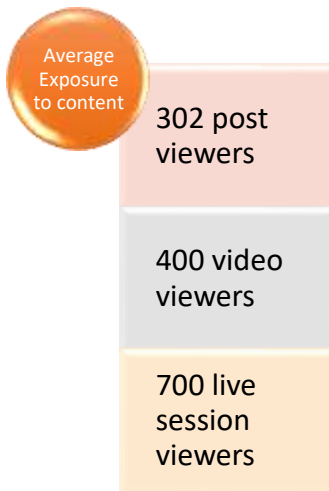 Average
Exposure
to content
302 post
viewers
400 video
viewers
700 live
session
viewers